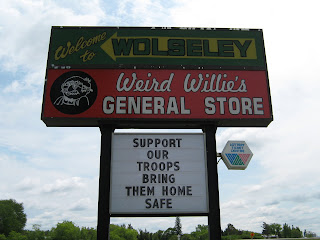 Welcome
to
WOLSELEY
Weird Willie's
GENERAL STORE
SUPPORT
OUR
TROOPS
BRING
THEM HOME
SAFE